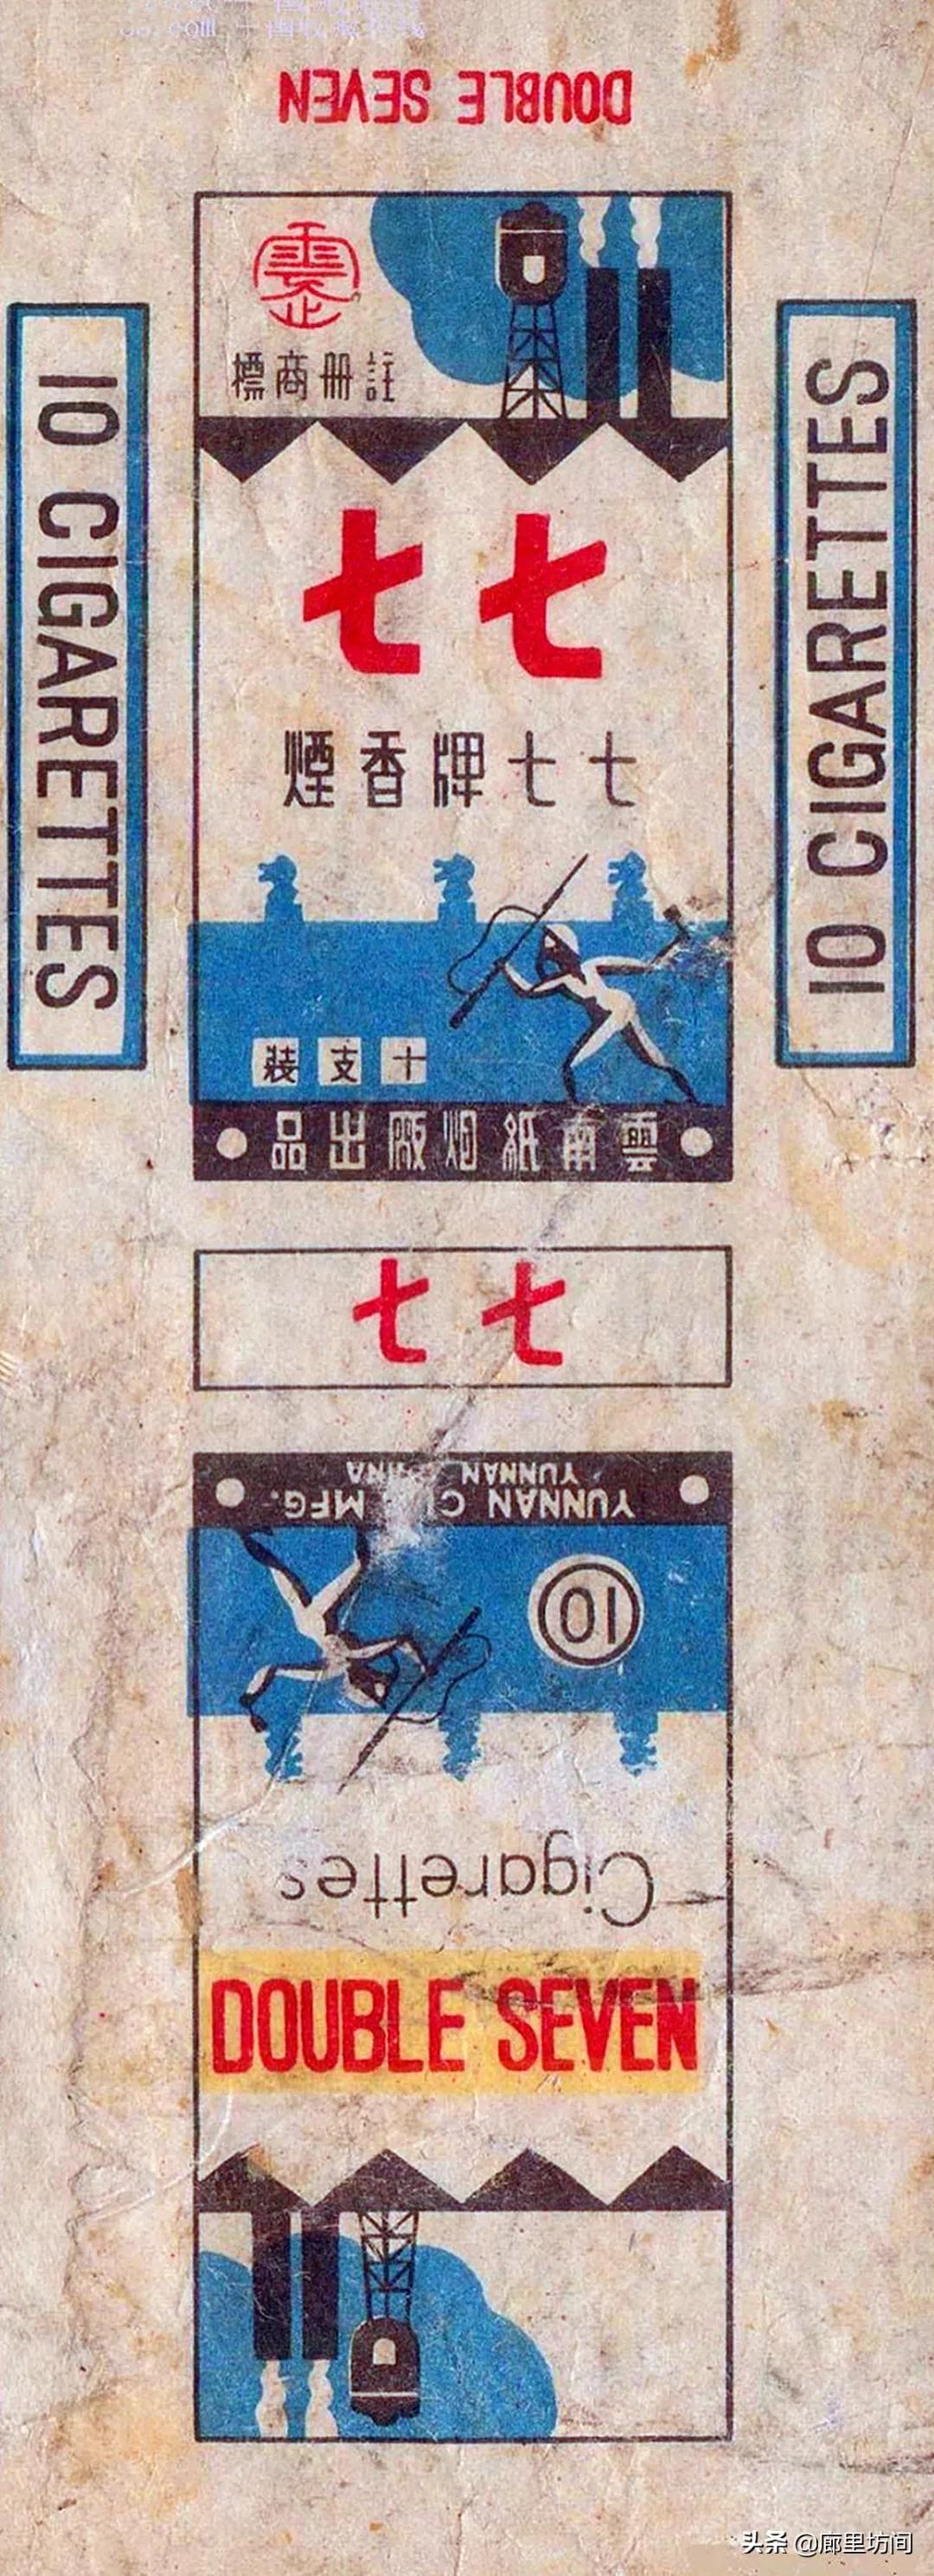 DOUBLE SEVEN
註冊商標
七七
七七牌香煙
十支裝
雲南紙烟廠出品
10 CIGARETTES
10 CIGARETTES
七七
YUNNAN MFG.
YUNNAN
10
Cigarettes
DOUBLE SEVEN
头条 @廊里坊间